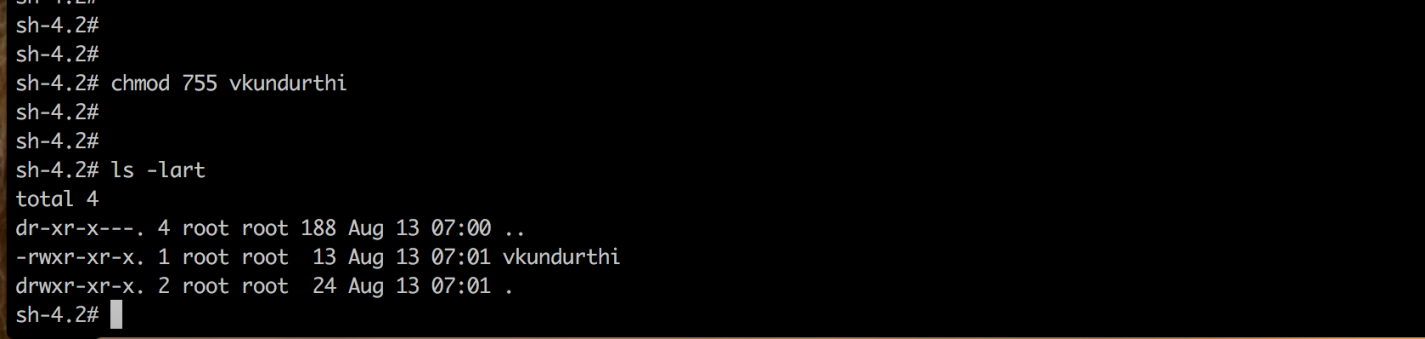 sh-4.2#
sh-4.2#
sh-4.2#
sh-4.2# chmod 755 vkundurthi
sh-4.2#
sh-4.2#
sh-4.2# ls -lart
total 4
dr-xr-x---. 4 root root 188 Aug 13 07:00 ..
-rwxr-xr-x. 1 root root  13 Aug 13 07:01 vkundurthi
drwxr-xr-x. 2 root root  24 Aug 13 07:01 .
sh-4.2#